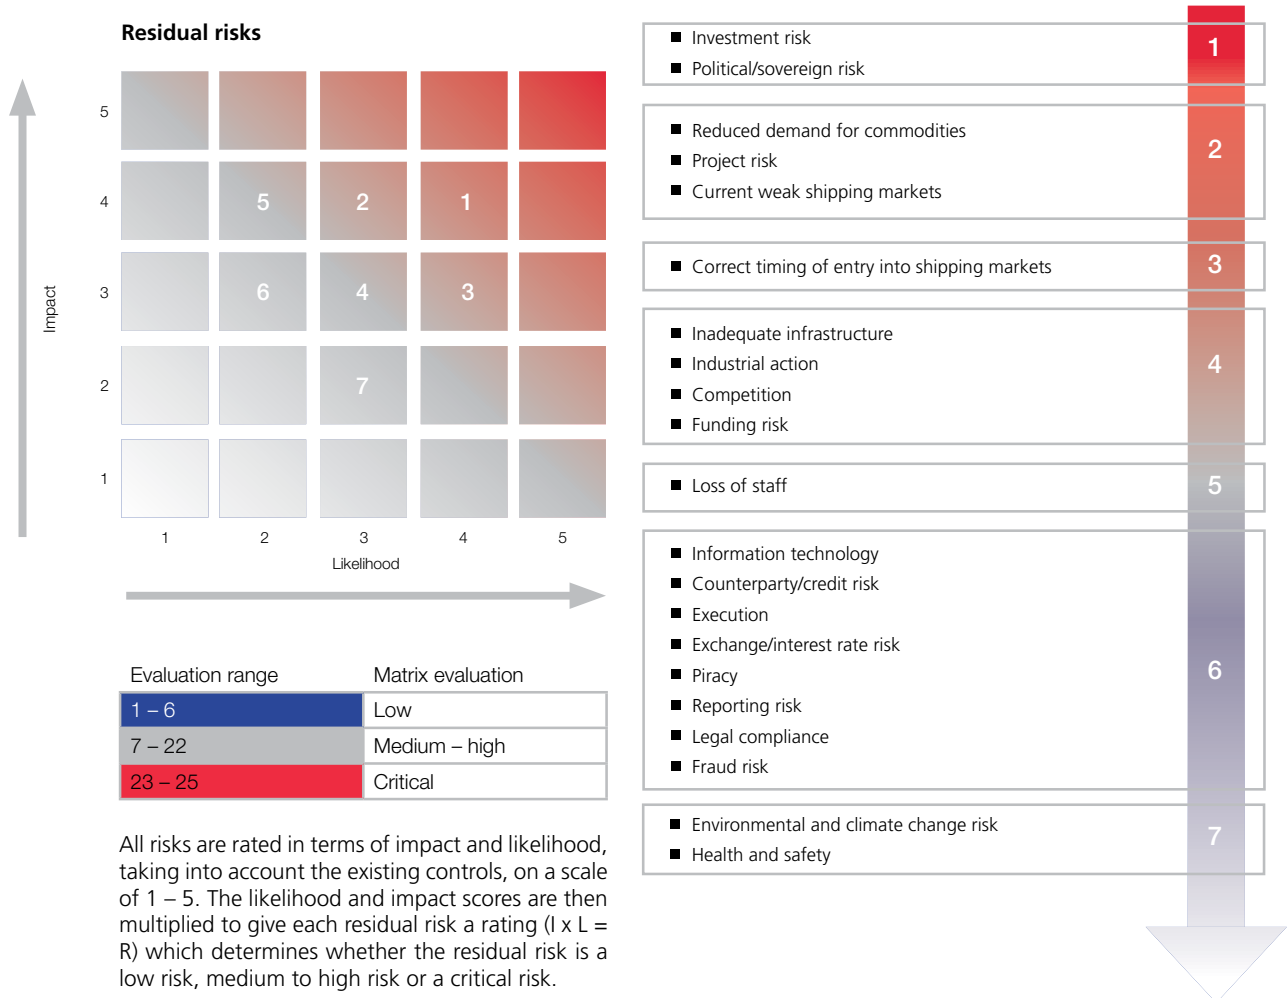 Residual risks
5
4
5
2
1
3
6
4
3
2
7
1
1
2
3
4
5
Impact
Likelihood
Evaluation range
Matrix evaluation
1 – 6
Low
7 – 22
Medium – high
23 – 25
Critical
All risks are rated in terms of impact and likelihood,
taking into account the existing controls, on a scale
of 1 – 5. The likelihood and impact scores are then
multiplied to give each residual risk a rating (I x L =
R) which determines whether the residual risk is a
low risk, medium to high risk or a critical risk.
■ Investment risk
■ Political/sovereign risk
1
■ Reduced demand for commodities
■ Project risk
■ Current weak shipping markets
2
■ Correct timing of entry into shipping markets
3
■ Inadequate infrastructure
■ Industrial action
■ Competition
■ Funding risk
4
■ Loss of staff
5
■ Information technology
■ Counterparty/credit risk
■ Execution
■ Exchange/interest rate risk
■ Piracy
■ Reporting risk
■ Legal compliance
■ Fraud risk
6
■ Environmental and climate change risk
■ Health and safety
7